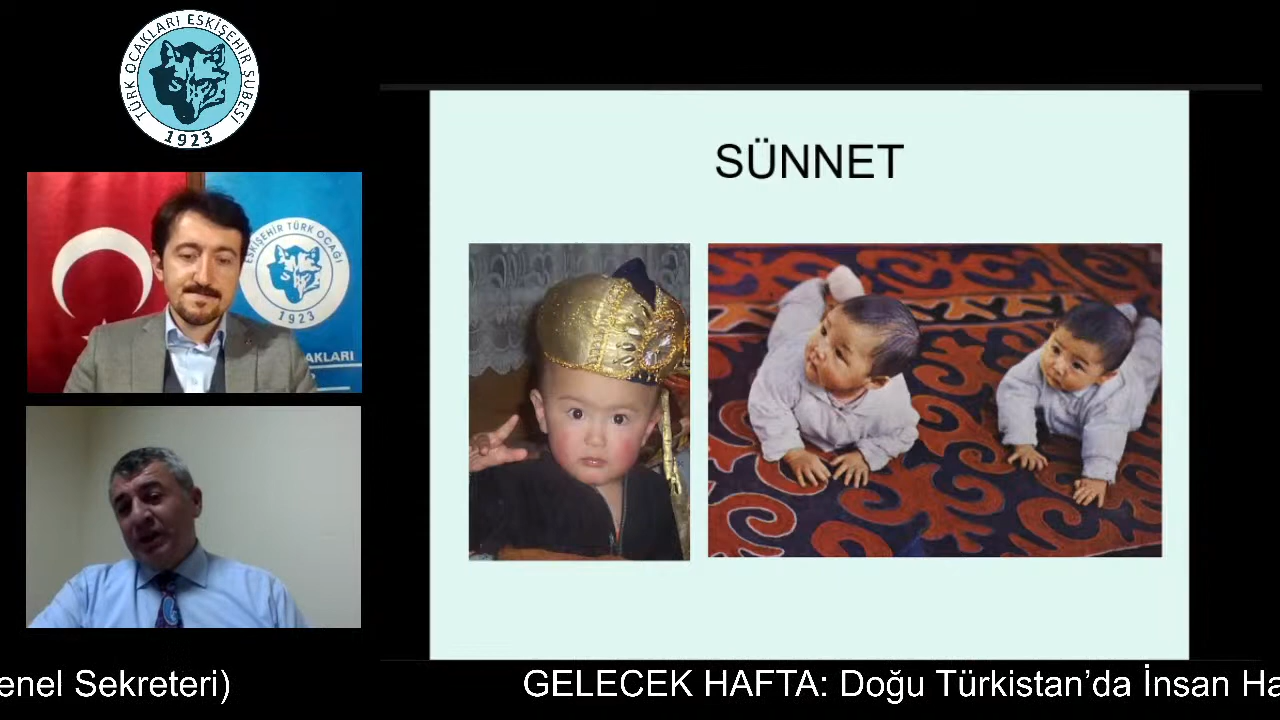 TÜRK OCAKLARI ESKİŞEHİR ŞUBESİ
1923
ESKİŞEHİR TÜRK OCAĞI
1923
CAKLARI
SÜNNET
enel Sekreteri)
GELECEK HAFTA: Doğu Türkistan’da İnsan Ha